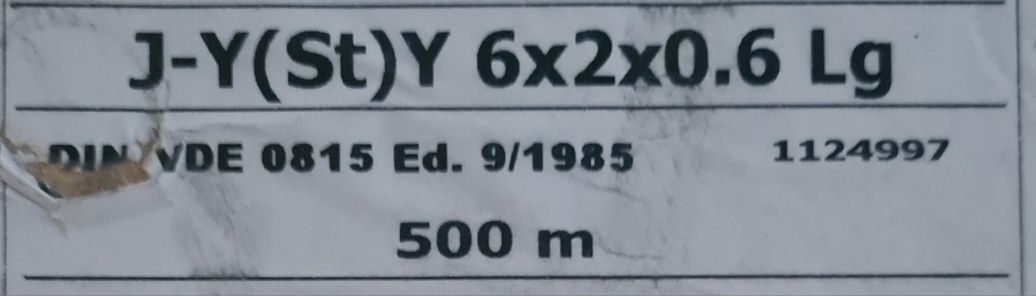 J-Y(St)Y 6x2x0.6 Lg
DIN VDE 0815 Ed. 9/1985 1124997
500 m